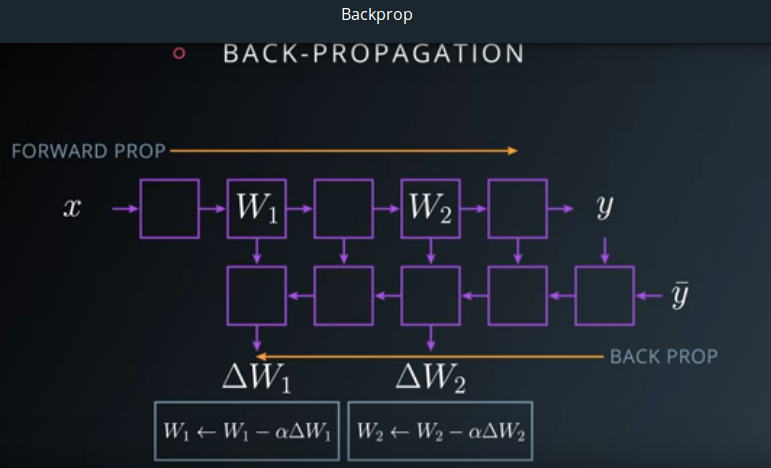 Backprop
BACK-PROPAGATION
FORWARD PROP
x W₁ W₂ y
ȳ
BACK PROP
ΔW₁ ΔW₂
W₁ ← W₁ − αΔW₁ W₂ ← W₂ − αΔW₂